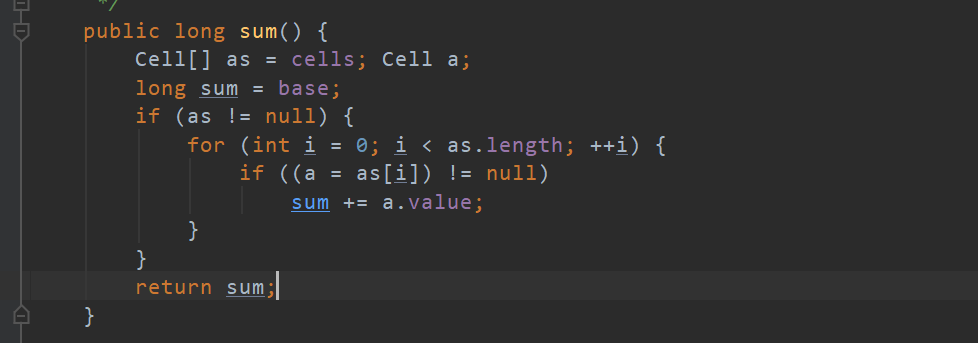 */
public long sum() {
Cell[] as = cells; Cell a;
long sum = base;
if (as != null) {
for (int i = 0; i < as.length; ++i) {
if ((a = as[i]) != null)
sum += a.value;
}
}
return sum;
}